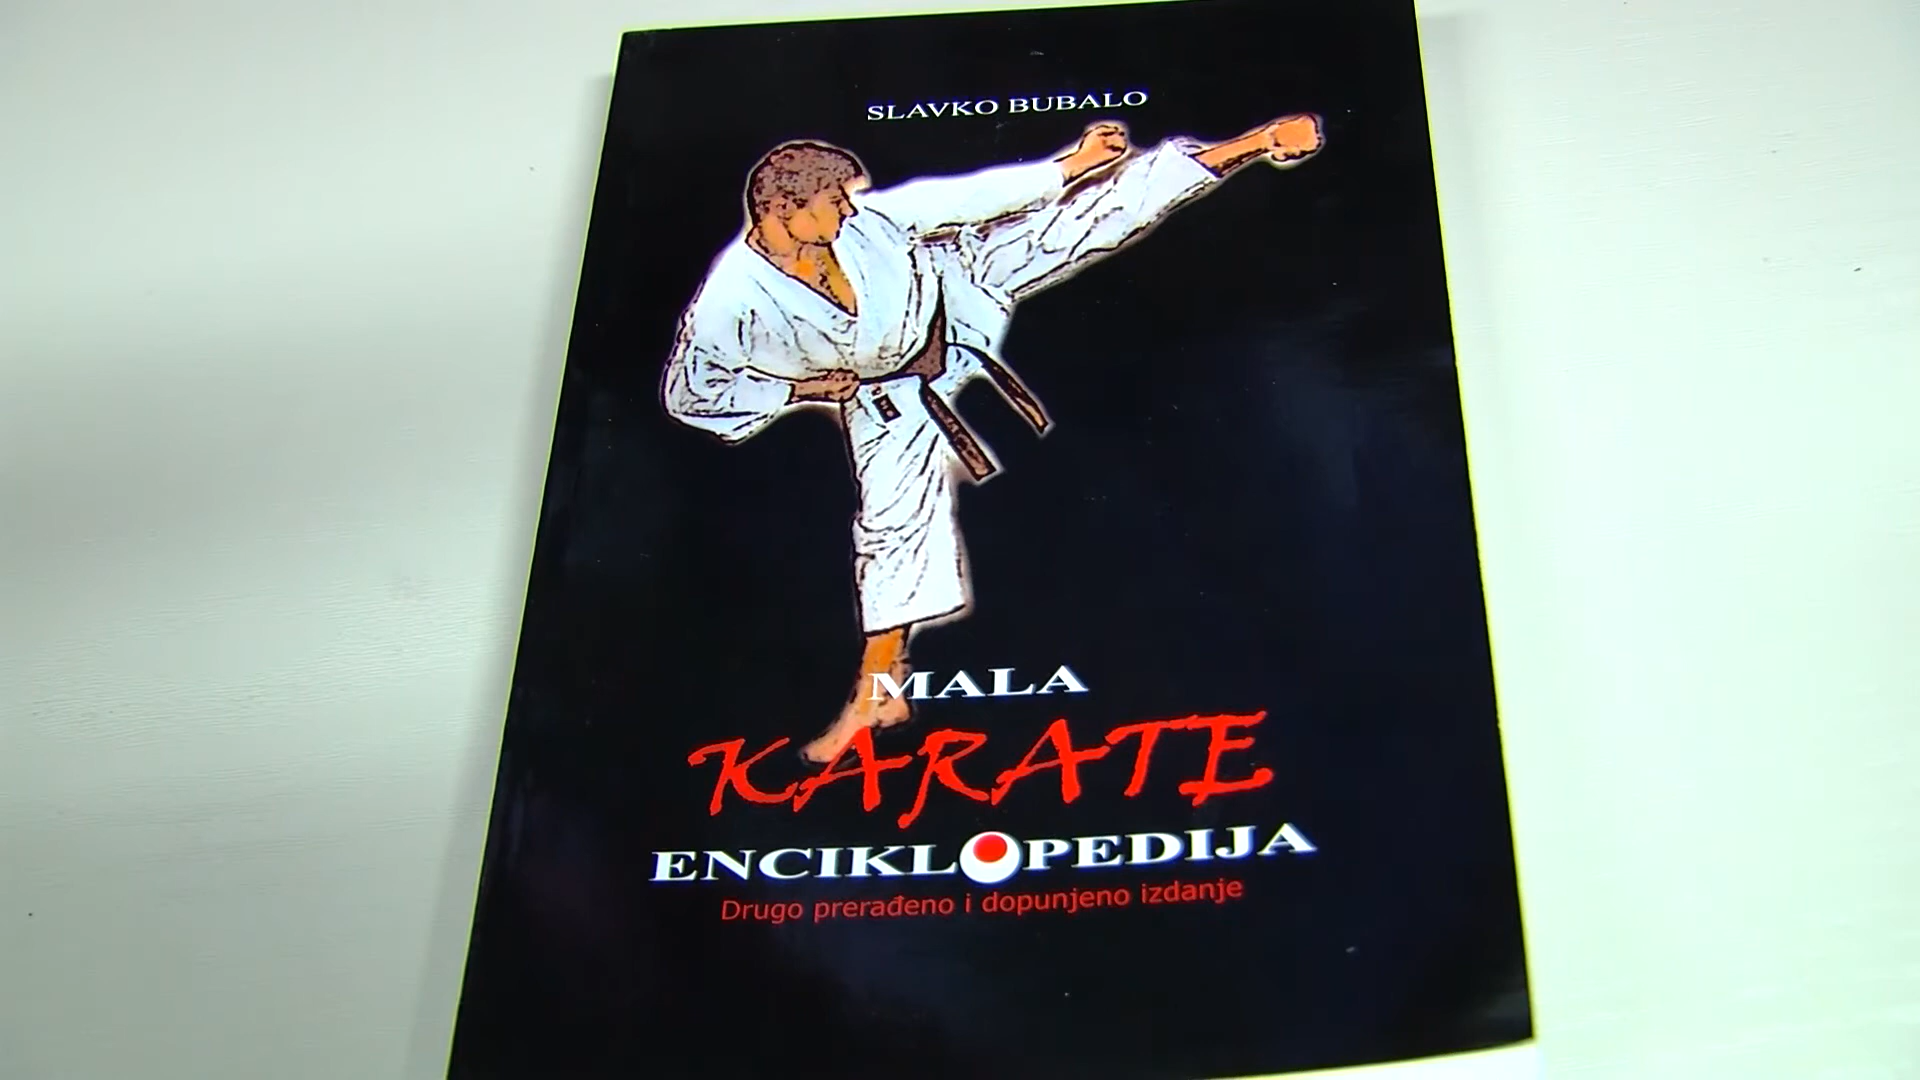 SLAVKO BUBALO
MALA
KARATE
ENCIKLOPEDIJA
Drugo prerađeno i dopunjeno izdanje